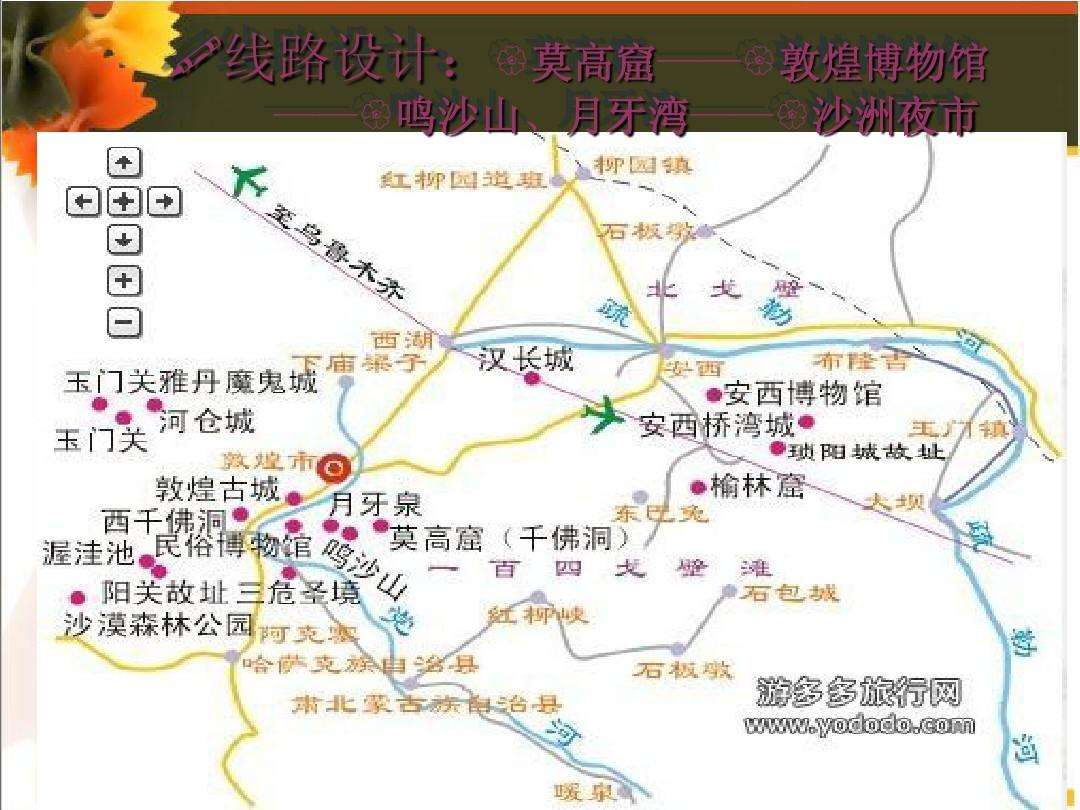 线路设计：莫高窟——敦煌博物馆
——鸣沙山、月牙湾——沙洲夜市
柳园镇
红柳园道班
至乌鲁木齐
石板墩
北戈壁
疏
勒
河
西湖
汉长城
下庙梁子
安西
布隆吉
玉门关雅丹魔鬼城
安西博物馆
河仓城
安西桥湾城
玉门镇
玉门关
锁阳城故址
敦煌市
敦煌古城
月牙泉
榆林窟
大坝
东巴兔
西千佛洞
莫高窟（千佛洞）
疏
渥洼池
民俗博物馆
鸣沙山
一百四戈壁滩
阳关故址
三危圣境
石包城
红柳峡
沙漠森林公园
阿克塞
党
勒
哈萨克族自治县
石板墩
肃北蒙古族自治县
游多多旅行网
www.yododo.com
河
河
暖泉